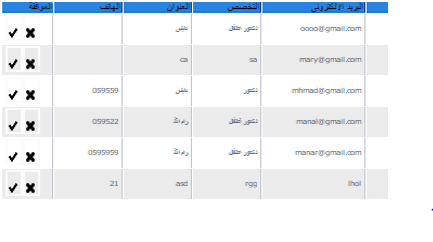 البريد الالكتروني التخصص العنوان الهاتف الموافقة
oooo@gmail.com دكتور اطفال نابلس
mary@gmail.com sa ca
mhmad@gmail.com دكتور نابلس 059559
manal@gmail.com دكتور اطفال رام الله 059522
manar@gmail.com دكتور اطفال رام الله 0595959
lhol rgg asd 21